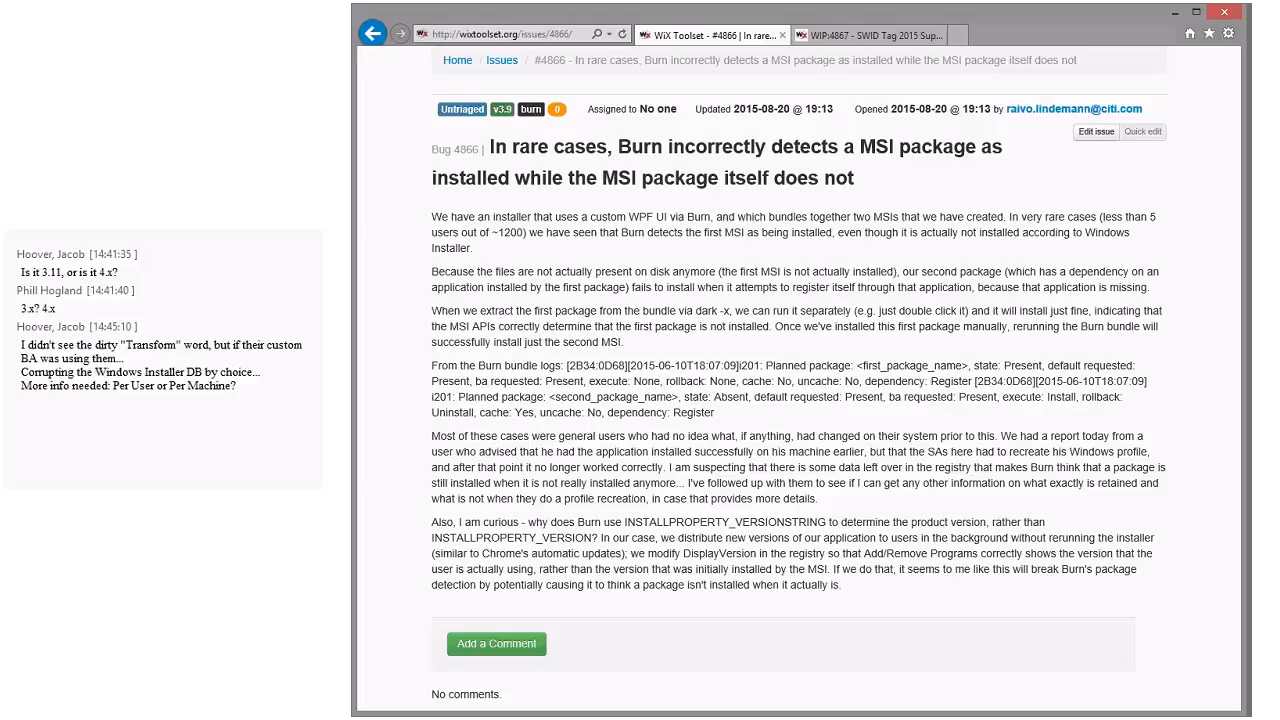 Hoover, Jacob [14:41:35 ]
Is it 3.11, or is it 4.x?
Phill Hogland [14:41:40 ]
3.x? 4.x
Hoover, Jacob [14:45:10 ]
I didn't see the dirty "Transform" word, but if their custom
BA was using them...
Corrupting the Windows Installer DB by choice...
More info needed: Per User or Per Machine?
http://wixtoolset.org/issues/4866/
WiX Toolset - #4866 | In rare...
WIP:4867 - SWID Tag 2015 Sup...
Home / Issues / #4866 - In rare cases, Burn incorrectly detects a MSI package as installed while the MSI package itself does not
Untriaged v3.9 burn 0 Assigned to No one Updated 2015-08-20 @ 19:13 Opened 2015-08-20 @ 19:13 by raivo.lindemann@citi.com
Edit issue Quick edit
Bug 4866 | In rare cases, Burn incorrectly detects a MSI package as
installed while the MSI package itself does not
We have an installer that uses a custom WPF UI via Burn, and which bundles together two MSIs that we have created. In very rare cases (less than 5
users out of ~1200) we have seen that Burn detects the first MSI as being installed, even though it is actually not installed according to Windows
Installer.
Because the files are not actually present on disk anymore (the first MSI is not actually installed), our second package (which has a dependency on an
application installed by the first package) fails to install when it attempts to register itself through that application, because that application is missing.
When we extract the first package from the bundle via dark -x, we can run it separately (e.g. just double click it) and it will install just fine, indicating that
the MSI APIs correctly determine that the first package is not installed. Once we've installed this first package manually, rerunning the Burn bundle will
successfully install just the second MSI.
From the Burn bundle logs: [2B34:0D68][2015-06-10T18:07:09]i201: Planned package: <first_package_name>, state: Present, default requested:
Present, ba requested: Present, execute: None, rollback: None, cache: No, uncache: No, dependency: Register [2B34:0D68][2015-06-10T18:07:09]
i201: Planned package: <second_package_name>, state: Absent, default requested: Present, ba requested: Present, execute: Install, rollback:
Uninstall, cache: Yes, uncache: No, dependency: Register
Most of these cases were general users who had no idea what, if anything, had changed on their system prior to this. We had a report today from a
user who advised that he had the application installed successfully on his machine earlier, but that the SAs here had to recreate his Windows profile,
and after that point it no longer worked correctly. I am suspecting that there is some data left over in the registry that makes Burn think that a package is
still installed when it is not really installed anymore... I've followed up with them to see if I can get any other information on what exactly is retained and
what is not when they do a profile recreation, in case that provides more details.
Also, I am curious - why does Burn use INSTALLPROPERTY_VERSIONSTRING to determine the product version, rather than
INSTALLPROPERTY_VERSION? In our case, we distribute new versions of our application to users in the background without rerunning the installer
(similar to Chrome's automatic updates); we modify DisplayVersion in the registry so that Add/Remove Programs correctly shows the version that the
user is actually using, rather than the version that was initially installed by the MSI. If we do that, it seems to me like this will break Burn's package
detection by potentially causing it to think a package isn't installed when it actually is.
Add a Comment
No comments.